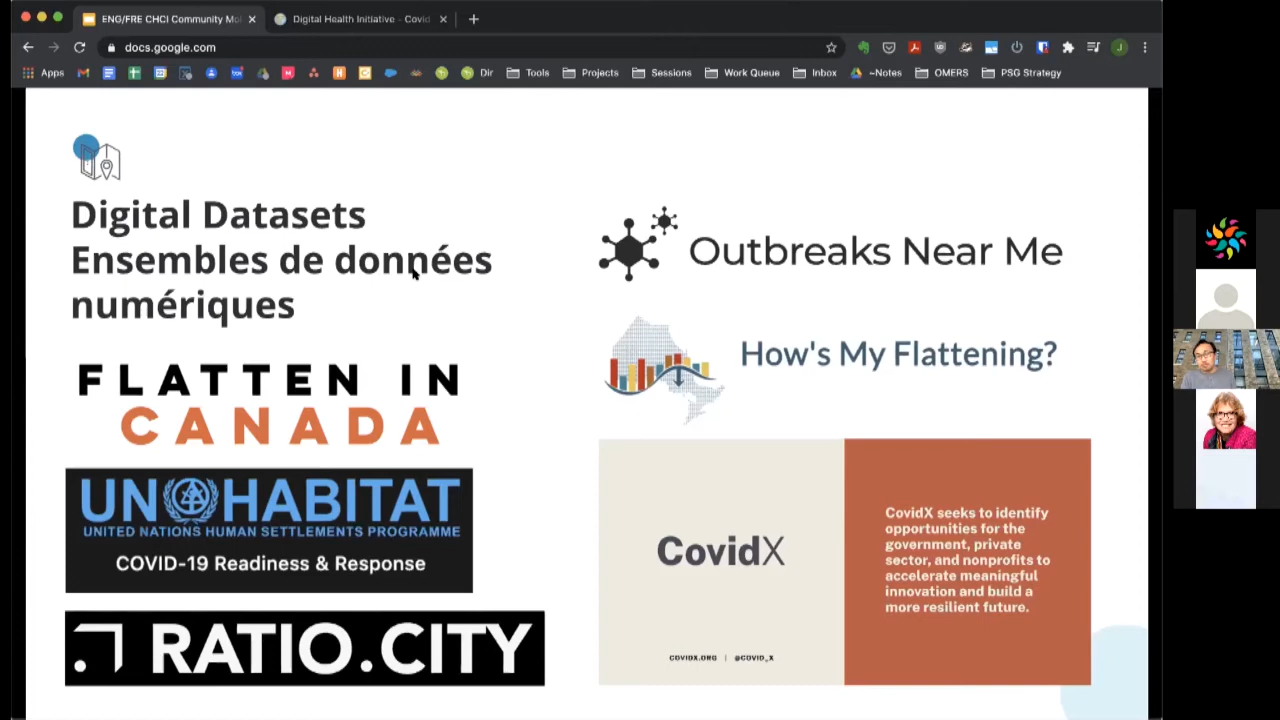 ENG/FRE CHCI Community Mo
Digital Health Initiative - Covid
docs.google.com
J
Apps
Dir
Tools
Projects
Sessions
Work Queue
Inbox
~Notes
OMERS
PSG Strategy
Digital Datasets
Ensembles de données
numériques
FLATTEN IN
CANADA
UN HABITAT
UNITED NATIONS HUMAN SETTLEMENTS PROGRAMME
COVID-19 Readiness & Response
RATIO.CITY
Outbreaks Near Me
How's My Flattening?
CovidX
COVIDX.ORG | @COVID_X
CovidX seeks to identify
opportunities for the
government, private
sector, and nonprofits to
accelerate meaningful
innovation and build a
more resilient future.